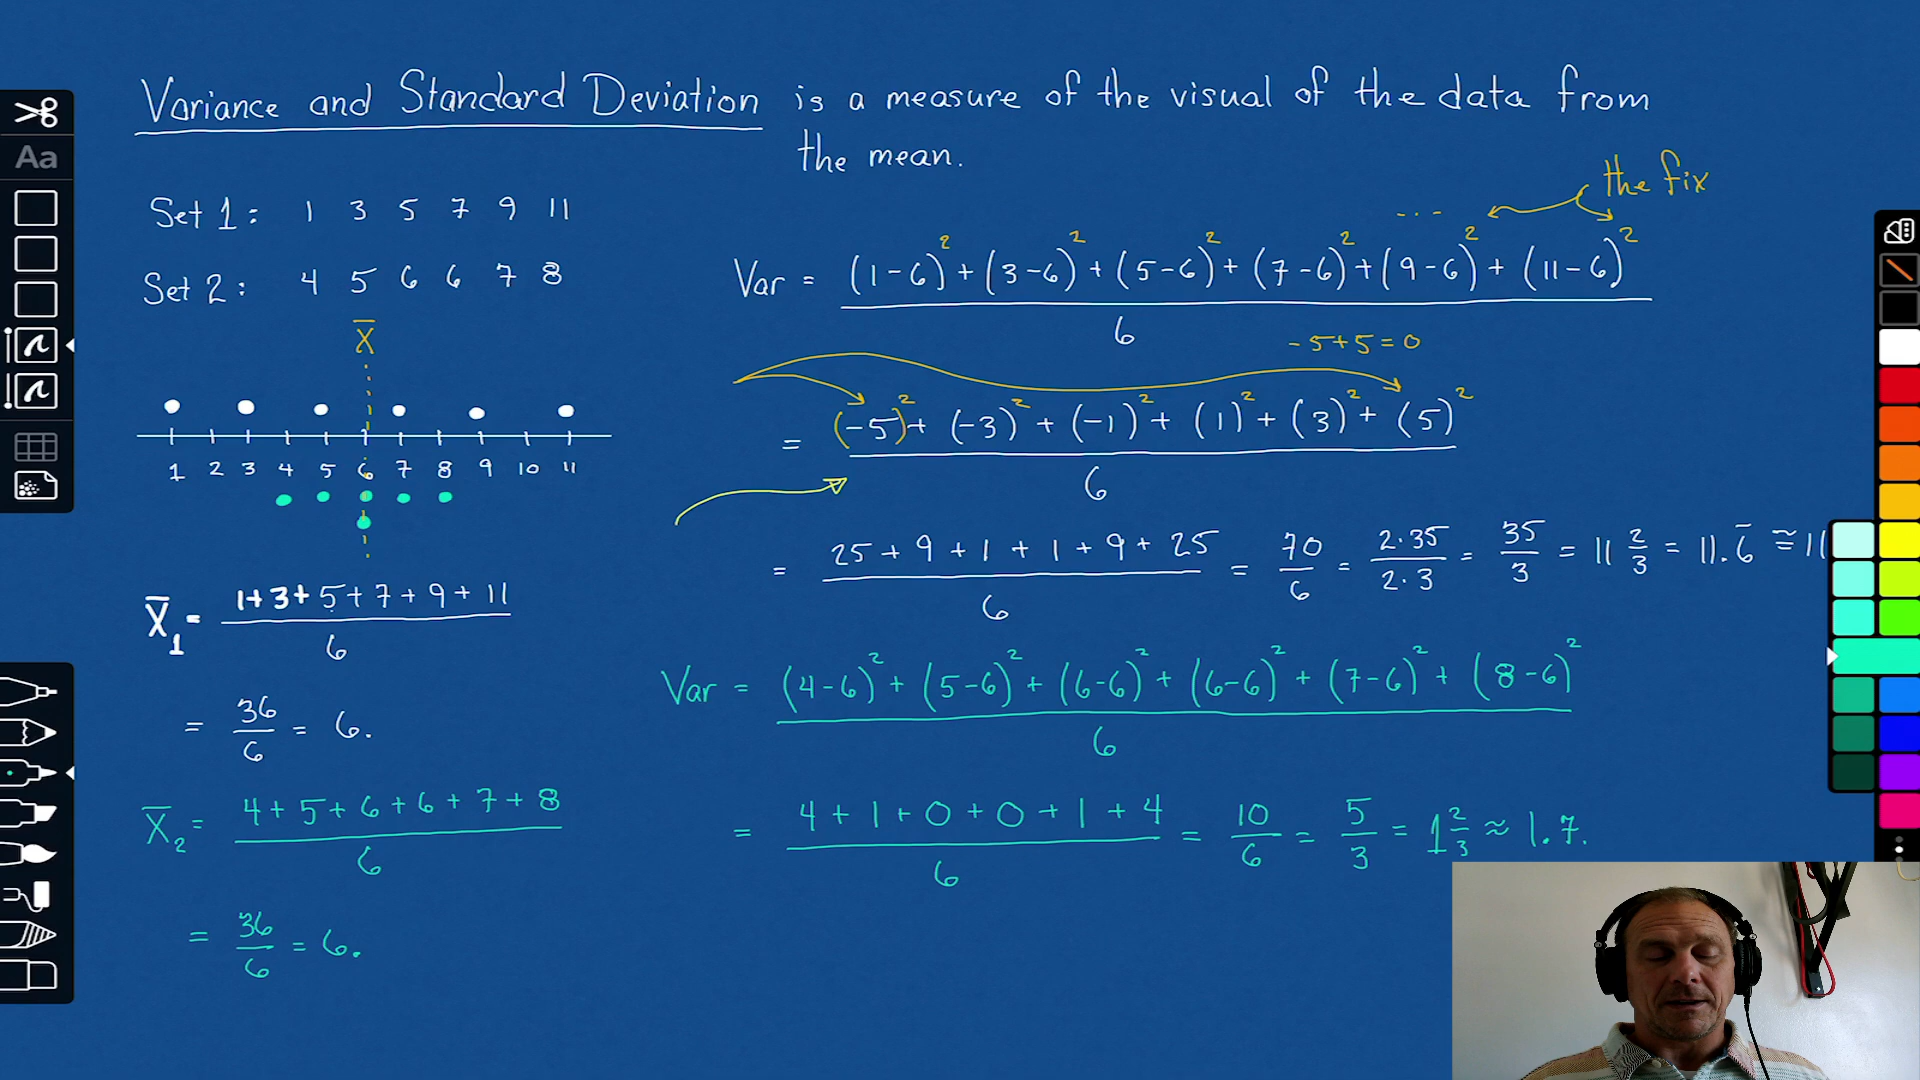 Variance and Standard Deviation is a measure of the visual of the data from
the mean.
the fix
Set 1: 1 3 5 7 9 11
Set 2: 4 5 6 6 7 8
Var = (1-6)² + (3-6)² + (5-6)² + (7-6)² + (9-6)² + (11-6)²
6
-5+5=0
X̄
= (-5)² + (-3)² + (-1)² + (1)² + (3)² + (5)²
6
1 2 3 4 5 6 7 8 9 10 11
= 25 + 9 + 1 + 1 + 9 + 25 / 6 = 70/6 = 2·35/2·3 = 35/3 = 11 2/3 = 11.6̄ ≈ 11
X̄₁ = 1+3+5+7+9+11
6
= 36/6 = 6.
Var = (4-6)² + (5-6)² + (6-6)² + (6-6)² + (7-6)² + (8-6)²
6
X̄₂ = 4+5+6+6+7+8
6
= 4 + 1 + 0 + 0 + 1 + 4 / 6 = 10/6 = 5/3 = 1 2/3 ≈ 1.7.
= 36/6 = 6.
Aa